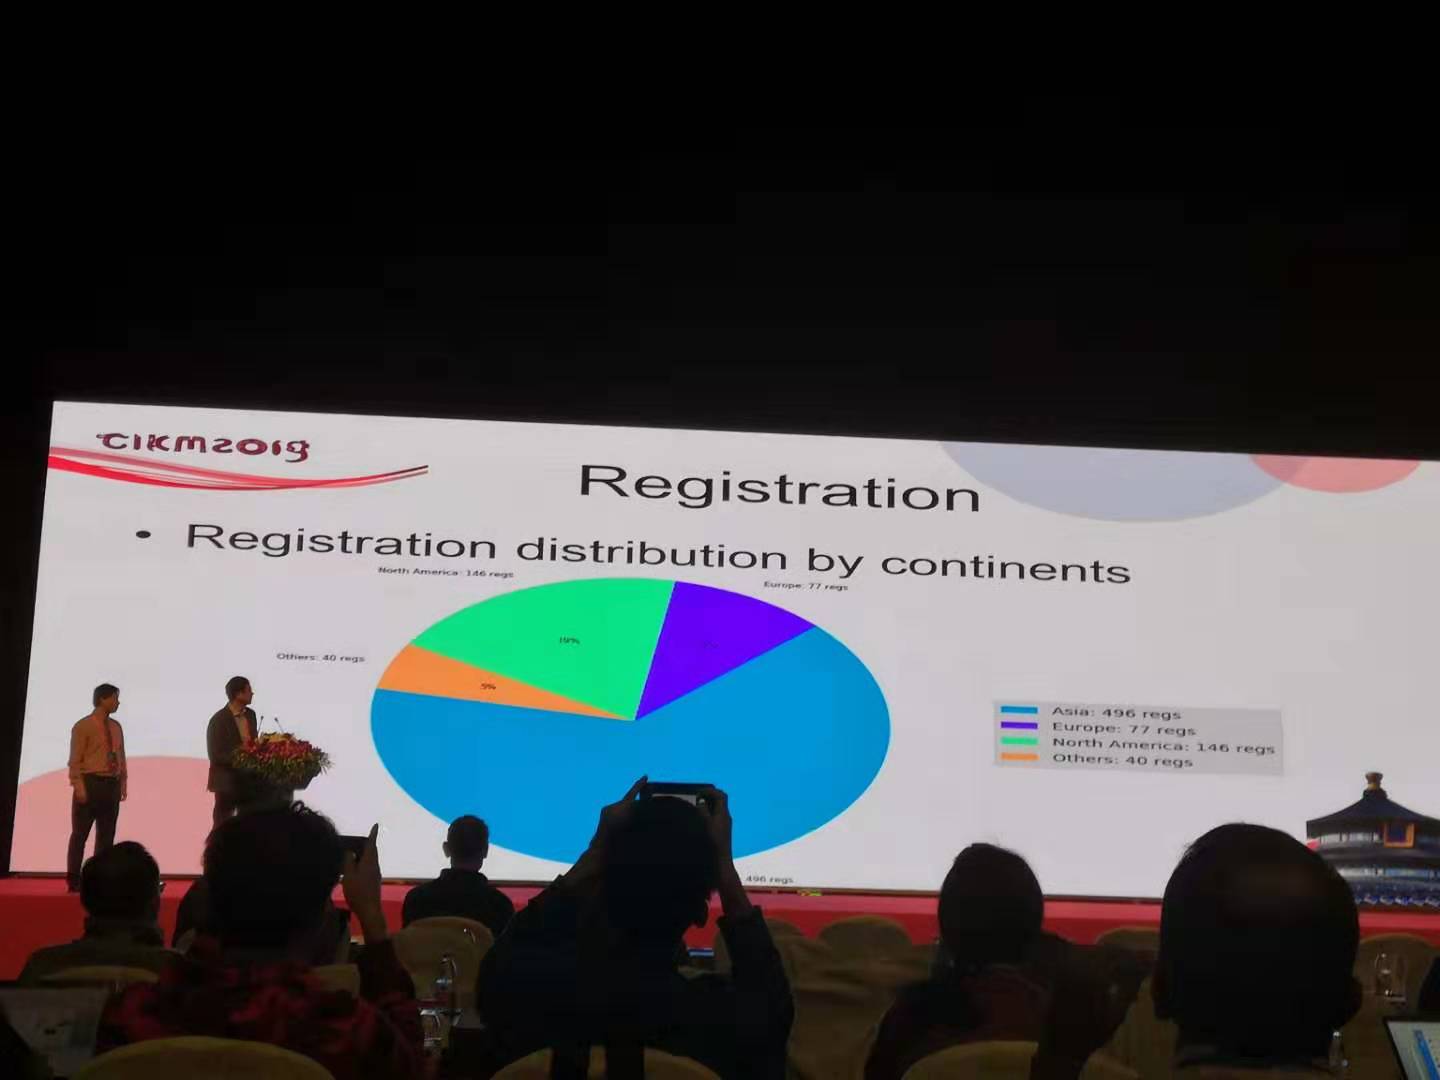 CIKM2019
Registration
• Registration distribution by continents
North America: 146 regs
Europe: 77 regs
19%
Others: 40 regs
5%
Asia: 496 regs
Europe: 77 regs
North America: 146 regs
Others: 40 regs
496 regs